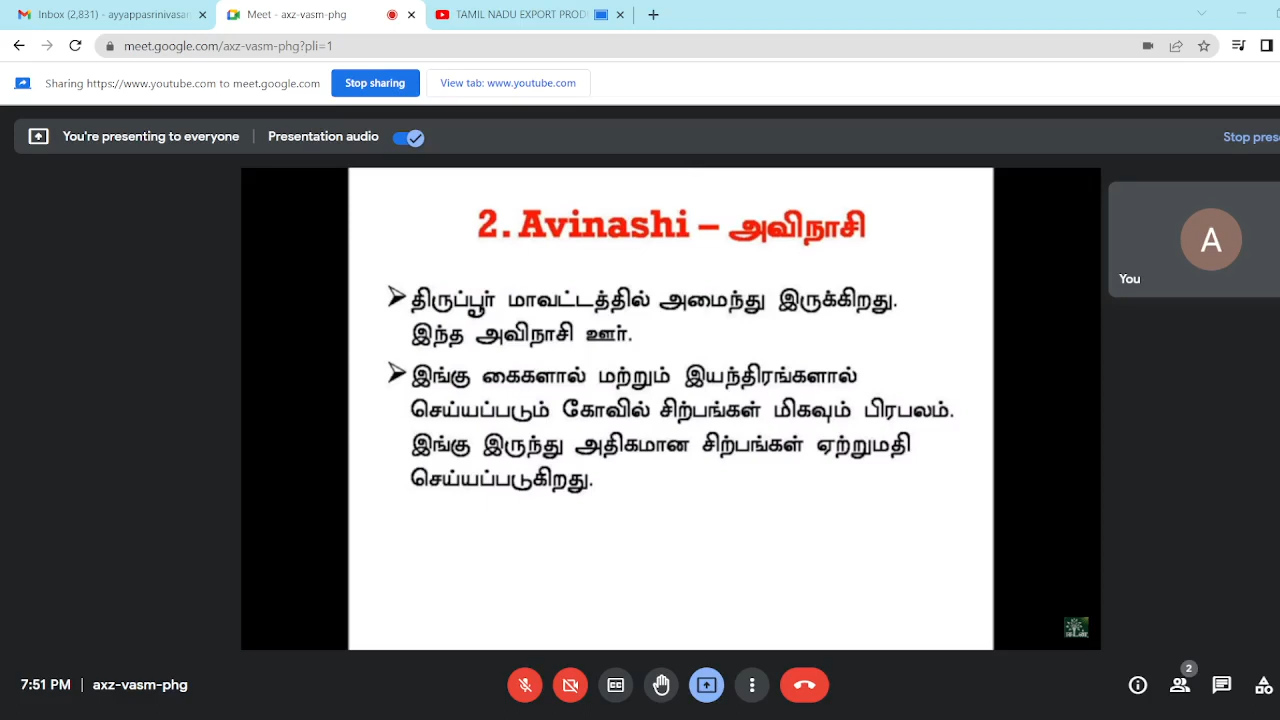 Inbox (2,831) - ayyappasrinivasar
Meet - axz-vasm-phg
TAMIL NADU EXPORT PROD
meet.google.com/axz-vasm-phg?pli=1
Sharing https://www.youtube.com to meet.google.com
Stop sharing
View tab: www.youtube.com
You're presenting to everyone
Presentation audio
Stop pres
2. Avinashi – அவிநாசி
திருப்பூர் மாவட்டத்தில் அமைந்து இருக்கிறது.
இந்த அவிநாசி ஊர்.
இங்கு கைகளால் மற்றும் இயந்திரங்களால்
செய்யப்படும் கோவில் சிற்பங்கள் மிகவும் பிரபலம்.
இங்கு இருந்து அதிகமான சிற்பங்கள் ஏற்றுமதி
செய்யப்படுகிறது.
A
You
7:51 PM | axz-vasm-phg
2